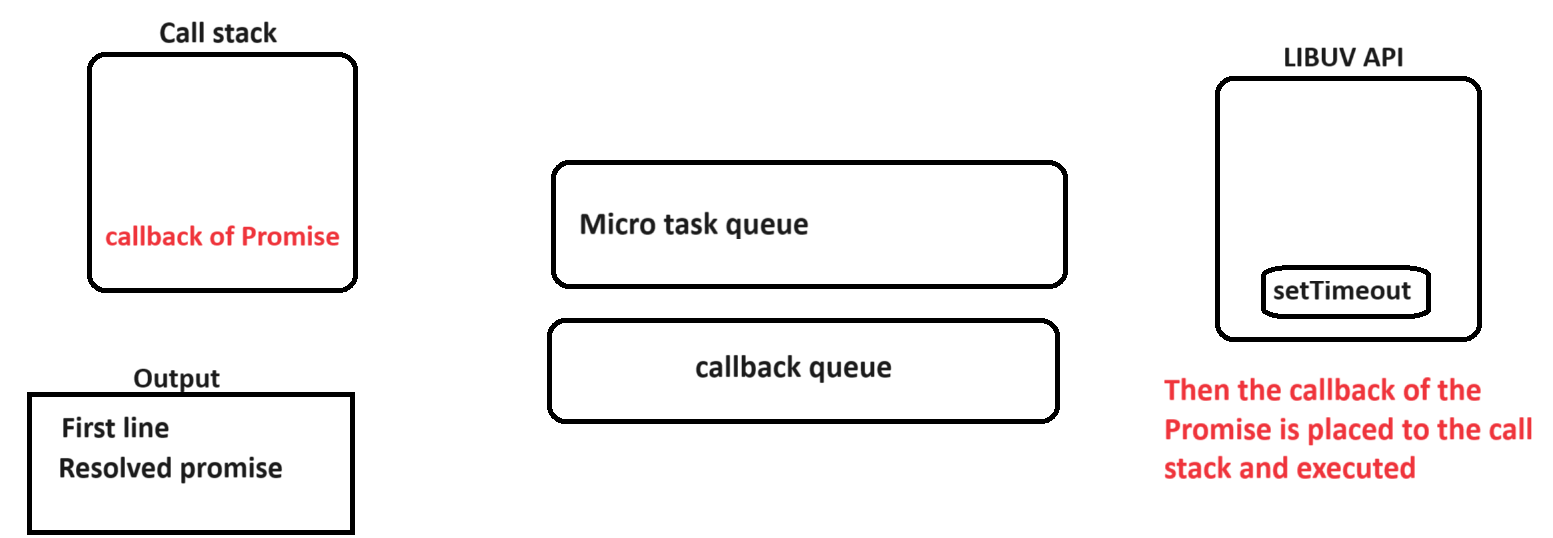 Call stack
LIBUV API
callback of Promise
Micro task queue
setTimeout
callback queue
Output
First line
Resolved promise
Then the callback of the
Promise is placed to the call
stack and executed